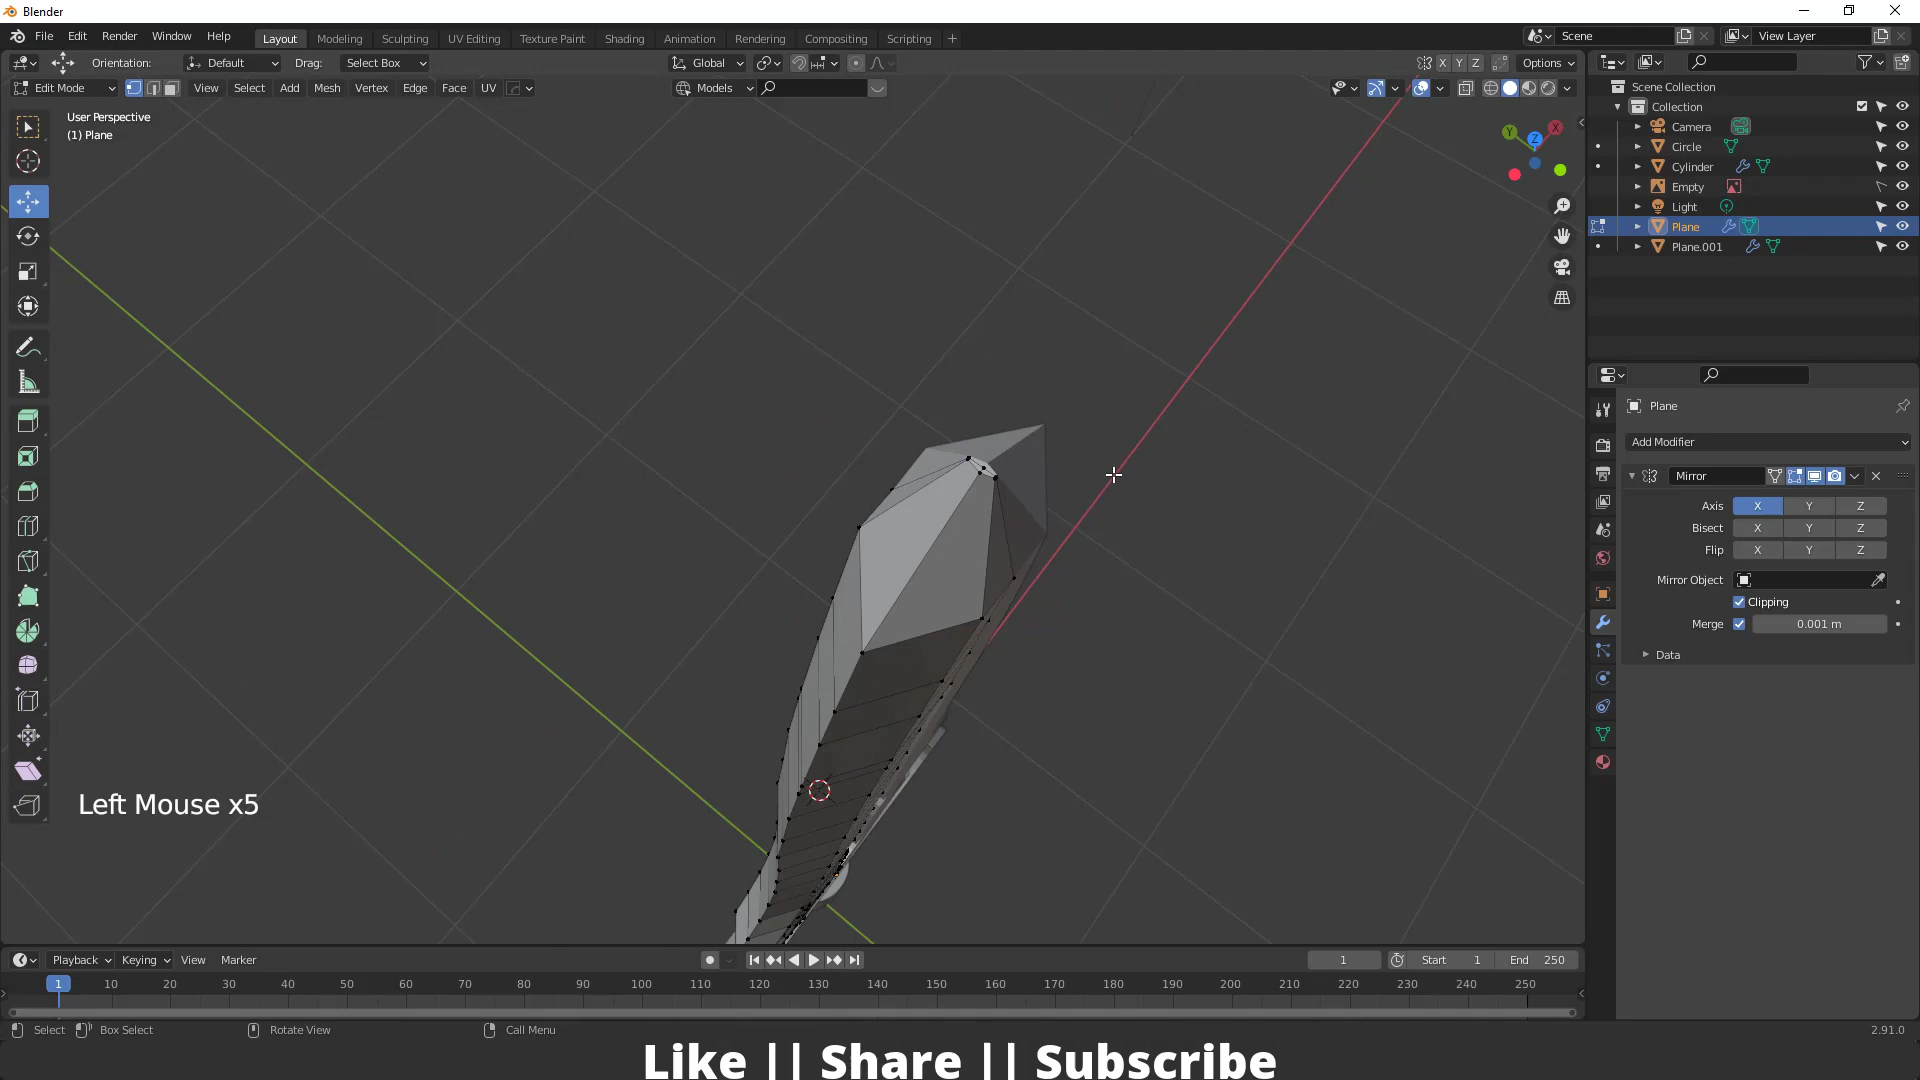 Blender
File Edit Render Window Help
Layout Modeling Sculpting UV Editing Texture Paint Shading Animation Rendering Compositing Scripting +
Scene
View Layer
Orientation: Default Drag: Select Box
Global
X Y Z Options
Edit Mode View Select Add Mesh Vertex Edge Face UV
Models
User Perspective
(1) Plane
Y Z X
Scene Collection
Collection
Camera
Circle
Cylinder
Empty
Light
Plane
Plane.001
Plane
Add Modifier
Mirror
Axis X Y Z
Bisect X Y Z
Flip X Y Z
Mirror Object
Clipping
Merge 0.001 m
Data
Left Mouse x5
Playback Keying View Marker
1 Start 1 End 250
1 10 20 30 40 50 60 70 80 90 100 110 120 130 140 150 160 170 180 190 200 210 220 230 240 250
Select Box Select Rotate View Call Menu 2.91.0
Like || Share || Subscribe